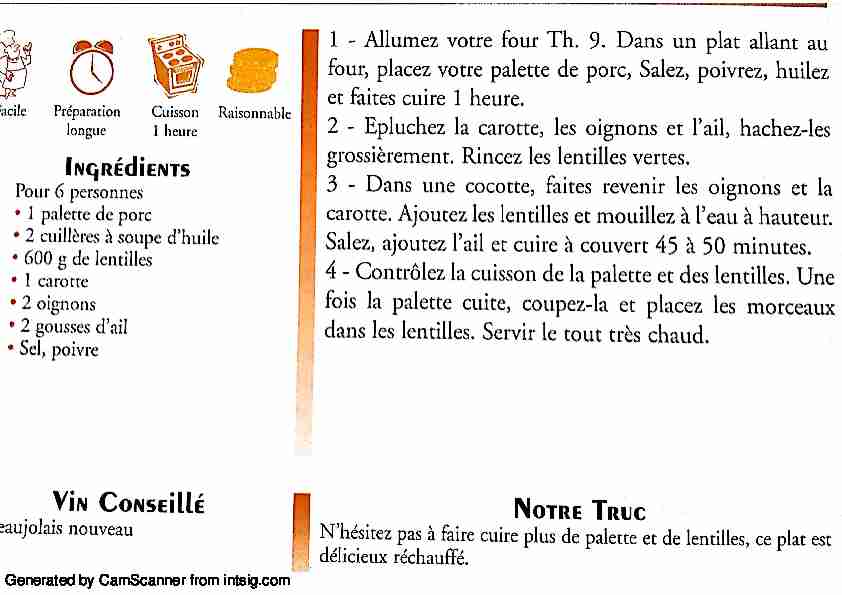 acile
Préparation
longue
Cuisson
1 heure
Raisonnable
INGRÉDIENTS
Pour 6 personnes
• 1 palette de porc
• 2 cuillères à soupe d'huile
• 600 g de lentilles
• 1 carotte
• 2 oignons
• 2 gousses d'ail
• Sel, poivre
1 - Allumez votre four Th. 9. Dans un plat allant au
four, placez votre palette de porc, Salez, poivrez, huilez
et faites cuire 1 heure.
2 - Epluchez la carotte, les oignons et l'ail, hachez-les
grossièrement. Rincez les lentilles vertes.
3 - Dans une cocotte, faites revenir les oignons et la
carotte. Ajoutez les lentilles et mouillez à l'eau à hauteur.
Salez, ajoutez l'ail et cuire à couvert 45 à 50 minutes.
4 - Contrôlez la cuisson de la palette et des lentilles. Une
fois la palette cuite, coupez-la et placez les morceaux
dans les lentilles. Servir le tout très chaud.
VIN CONSEILLÉ
eaujolais nouveau
NOTRE TRUC
N'hésitez pas à faire cuire plus de palette et de lentilles, ce plat est
délicieux réchauffé.
Generated by CamScanner from intsig.com